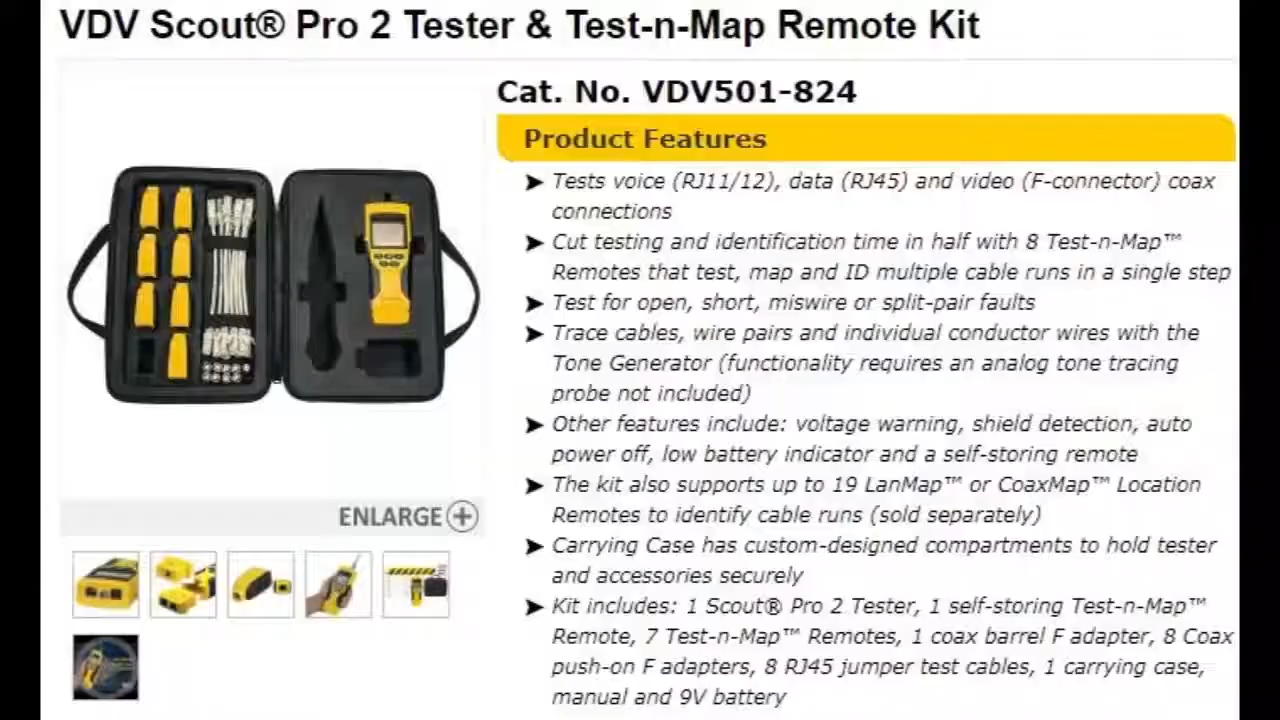 VDV Scout® Pro 2 Tester & Test-n-Map Remote Kit
Cat. No. VDV501-824
Product Features
➤ Tests voice (RJ11/12), data (RJ45) and video (F-connector) coax
connections
➤ Cut testing and identification time in half with 8 Test-n-Map™
Remotes that test, map and ID multiple cable runs in a single step
➤ Test for open, short, miswire or split-pair faults
➤ Trace cables, wire pairs and individual conductor wires with the
Tone Generator (functionality requires an analog tone tracing
probe not included)
➤ Other features include: voltage warning, shield detection, auto
power off, low battery indicator and a self-storing remote
➤ The kit also supports up to 19 LanMap™ or CoaxMap™ Location
Remotes to identify cable runs (sold separately)
➤ Carrying Case has custom-designed compartments to hold tester
and accessories securely
➤ Kit includes: 1 Scout® Pro 2 Tester, 1 self-storing Test-n-Map™
Remote, 7 Test-n-Map™ Remotes, 1 coax barrel F adapter, 8 Coax
push-on F adapters, 8 RJ45 jumper test cables, 1 carrying case,
manual and 9V battery
ENLARGE